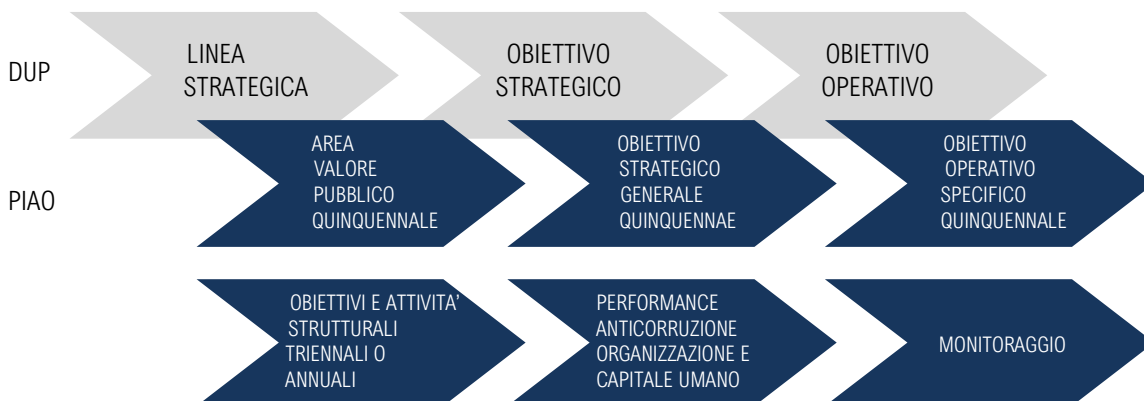 DUP
LINEA
STRATEGICA
OBIETTIVO
STRATEGICO
OBIETTIVO
OPERATIVO
PIAO
AREA
VALORE
PUBBLICO
QUINQUENNALE
OBIETTIVO
STRATEGICO
GENERALE
QUINQUENNAE
OBIETTIVO
OPERATIVO
SPECIFICO
QUINQUENNALE
OBIETTIVI E ATTIVITA’
STRUTTURALI
TRIENNALI O
ANNUALI
PERFORMANCE
ANTICORRUZIONE
ORGANIZZAZIONE E
CAPITALE UMANO
MONITORAGGIO